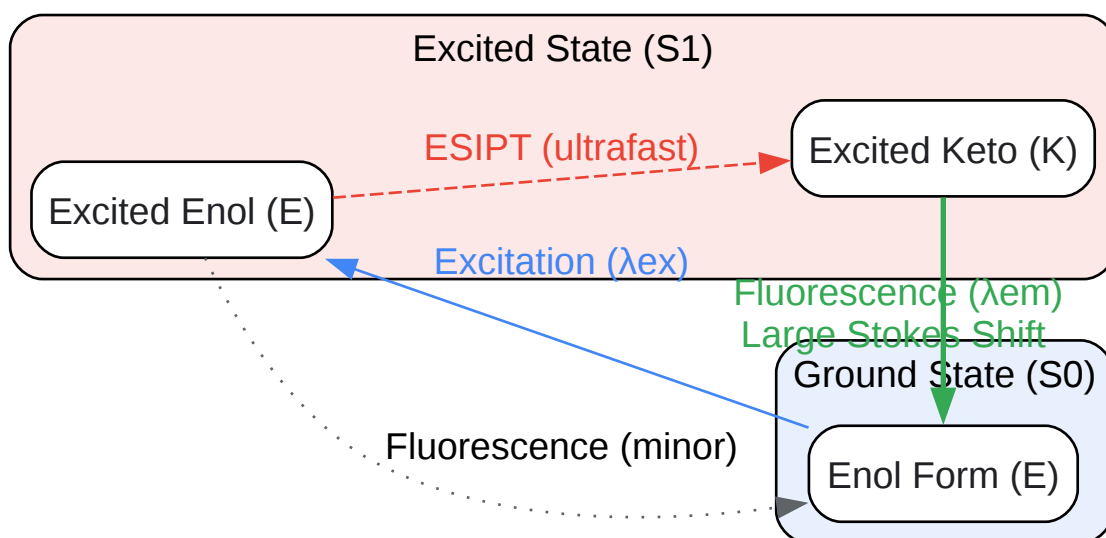 Excited State (S1)
ESIPT (ultrafast)
Excited Keto (K)
Excited Enol (E)
Excitation (λex)
Fluorescence (λem)
Large Stokes Shift
Ground State (S0)
Fluorescence (minor)
Enol Form (E)